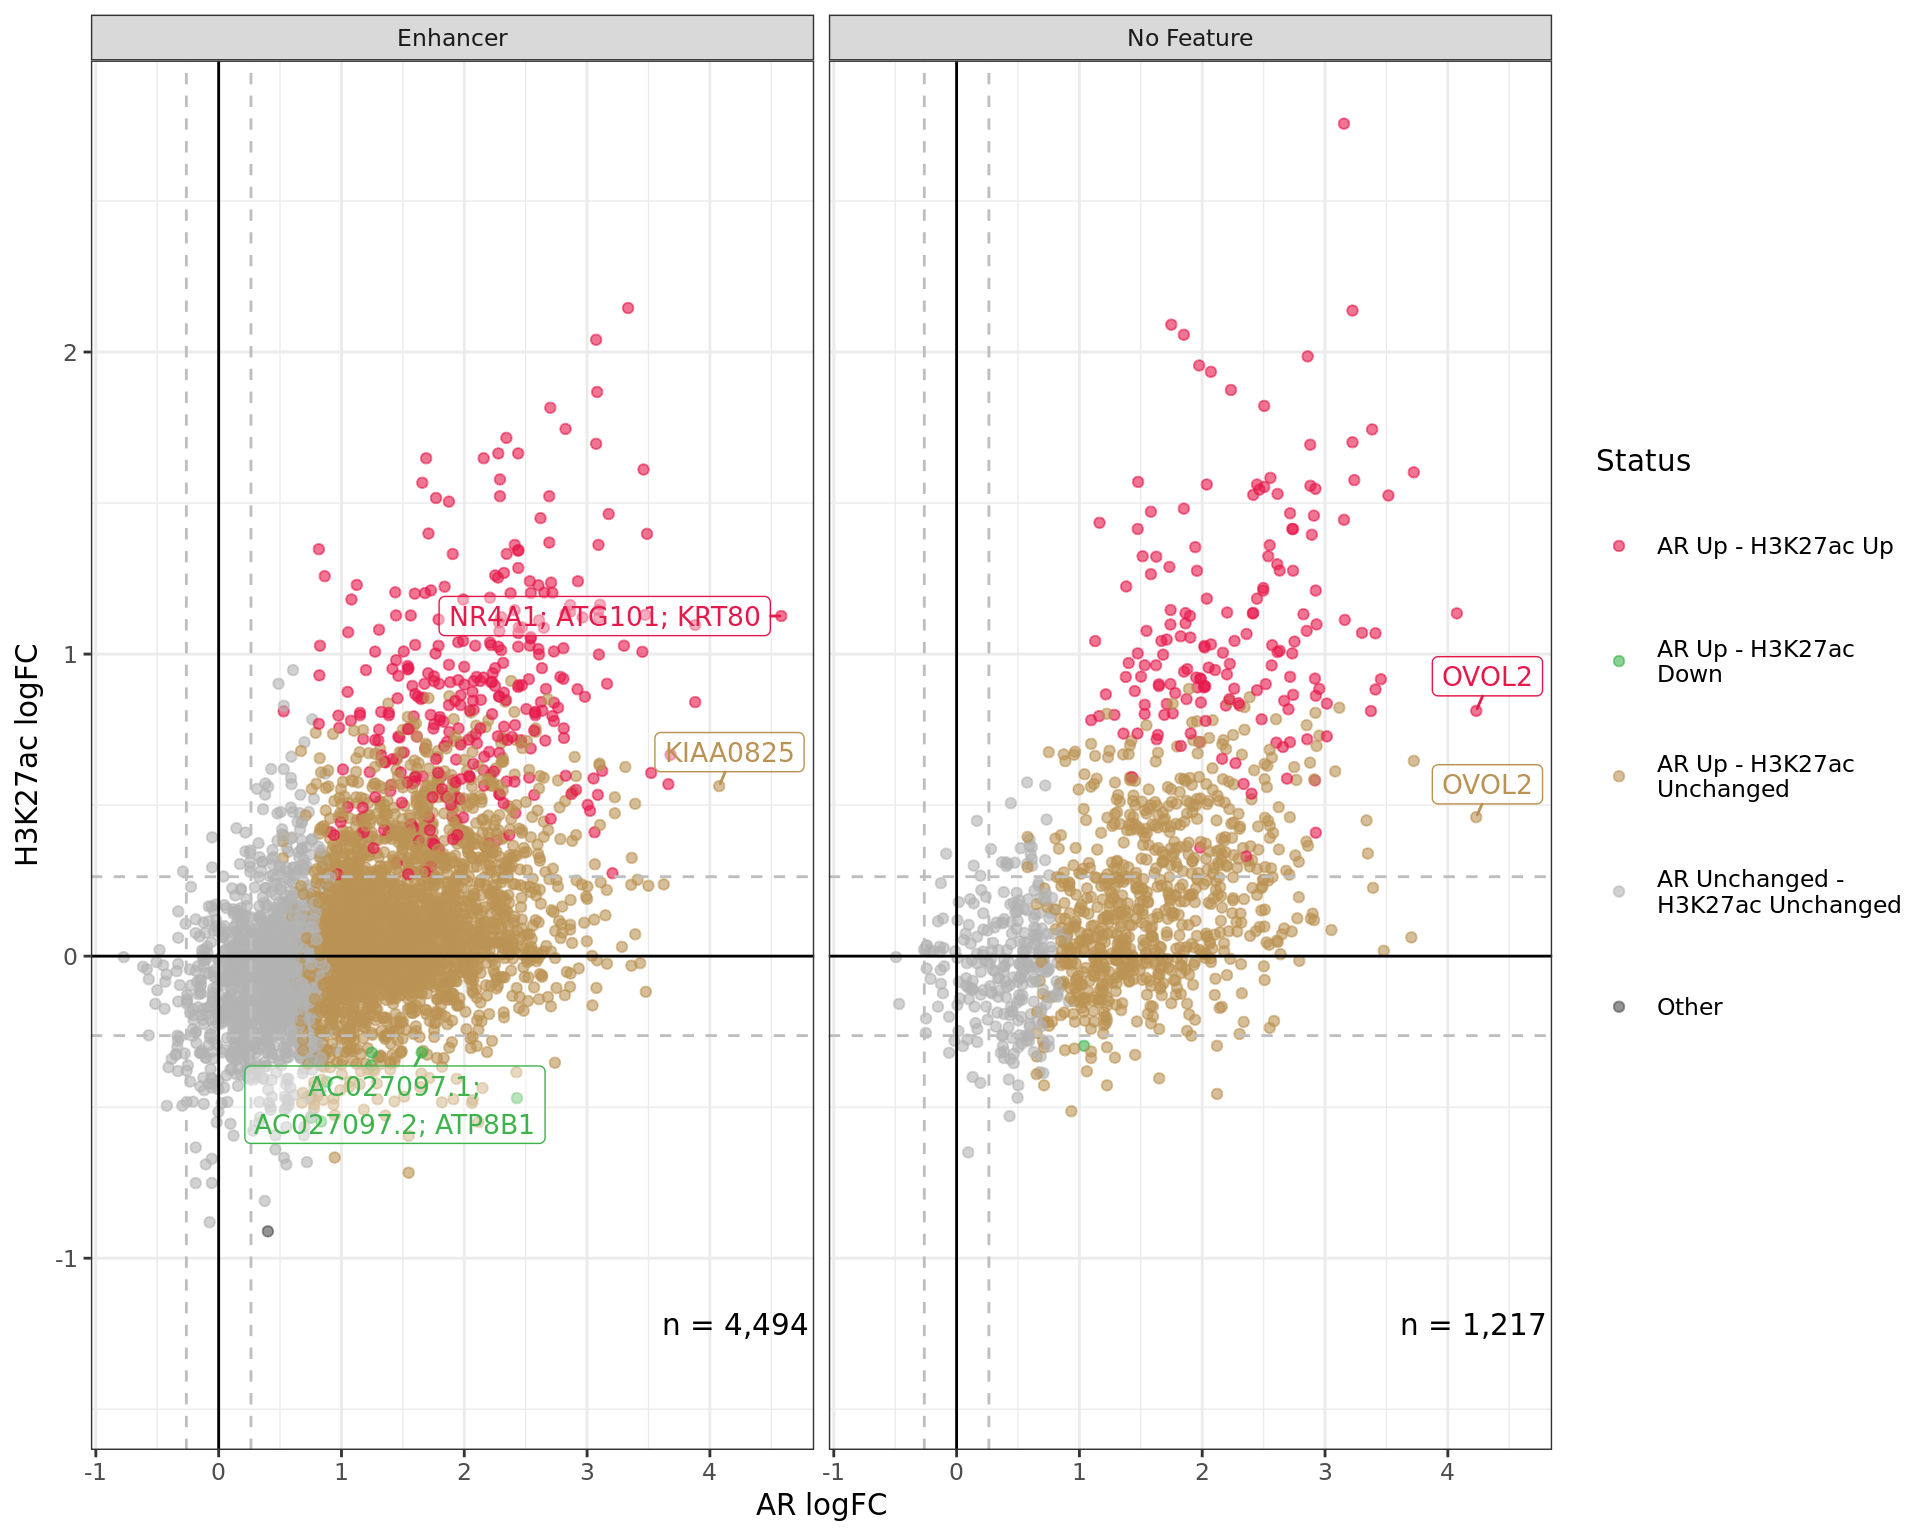 Enhancer
No Feature
H3K27ac logFC
2
1
0
-1
NR4A1; ATG101; KRT80
KIAA0825
AC027097.1;
AC027097.2; ATP8B1
n = 4,494
OVOL2
OVOL2
n = 1,217
-1 0 1 2 3 4
-1 0 1 2 3 4
AR logFC
Status
AR Up - H3K27ac Up
AR Up - H3K27ac
Down
AR Up - H3K27ac
Unchanged
AR Unchanged -
H3K27ac Unchanged
Other